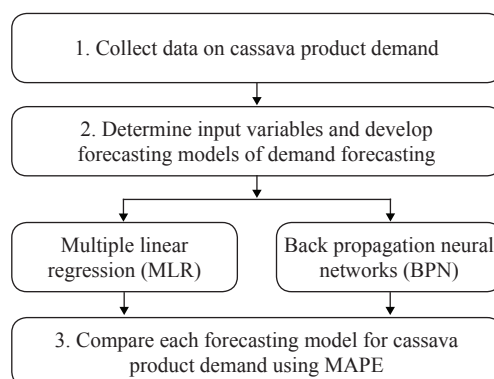 1. Collect data on cassava product demand
2. Determine input variables and develop
forecasting models of demand forecasting
Multiple linear
regression (MLR)
Back propagation neural
networks (BPN)
3. Compare each forecasting model for cassava
product demand using MAPE